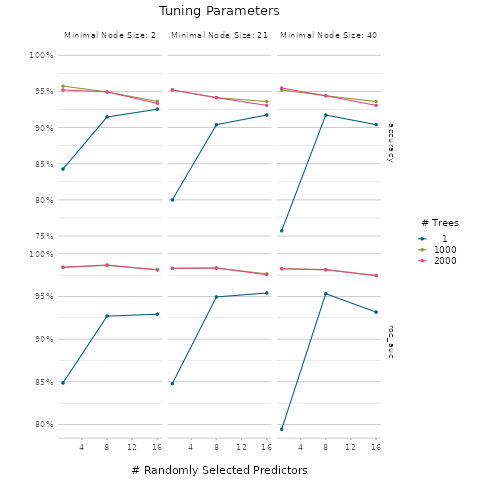 Tuning Parameters
Minimal Node Size: 2
Minimal Node Size: 21
Minimal Node Size: 40
100%
95%
90%
85%
80%
75%
accuracy
100%
95%
90%
85%
80%
roc_auc
4 8 12 16
4 8 12 16
4 8 12 16
# Randomly Selected Predictors
# Trees
1
1000
2000